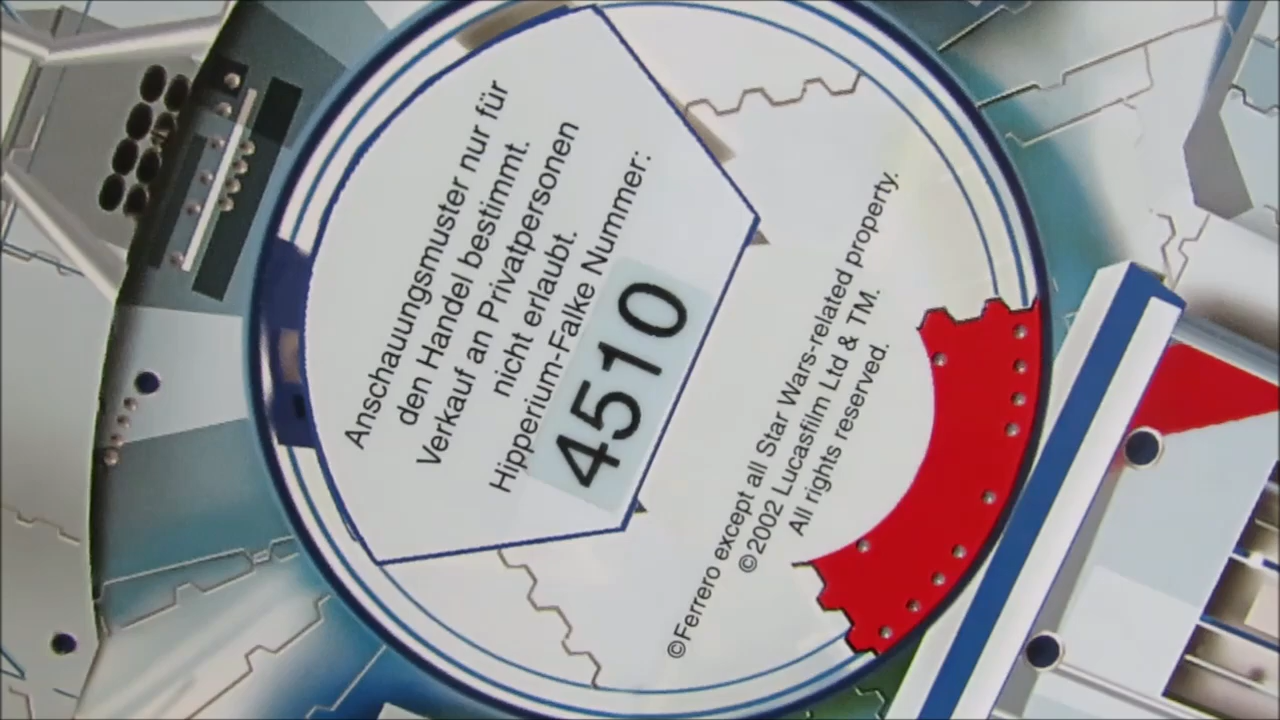 Anschauungsmuster nur für
den Handel bestimmt.
Verkauf an Privatpersonen
nicht erlaubt.
Hipperium-Falke Nummer:
4510
©Ferrero except all Star Wars-related property.
©2002 Lucasfilm Ltd & TM.
All rights reserved.